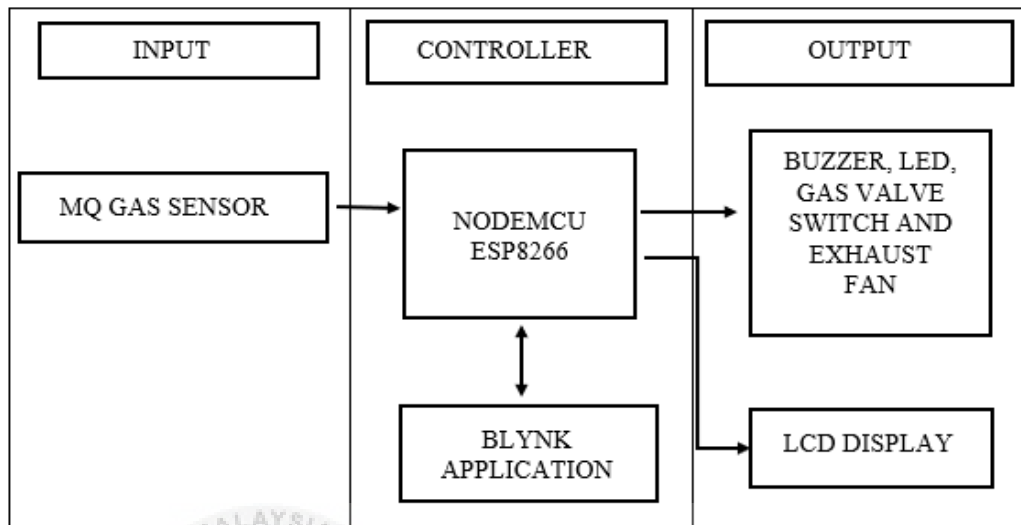 INPUT
CONTROLLER
OUTPUT
MQ GAS SENSOR
NODEMCU
ESP8266
BUZZER, LED,
GAS VALVE
SWITCH AND
EXHAUST
FAN
BLYNK
APPLICATION
LCD DISPLAY